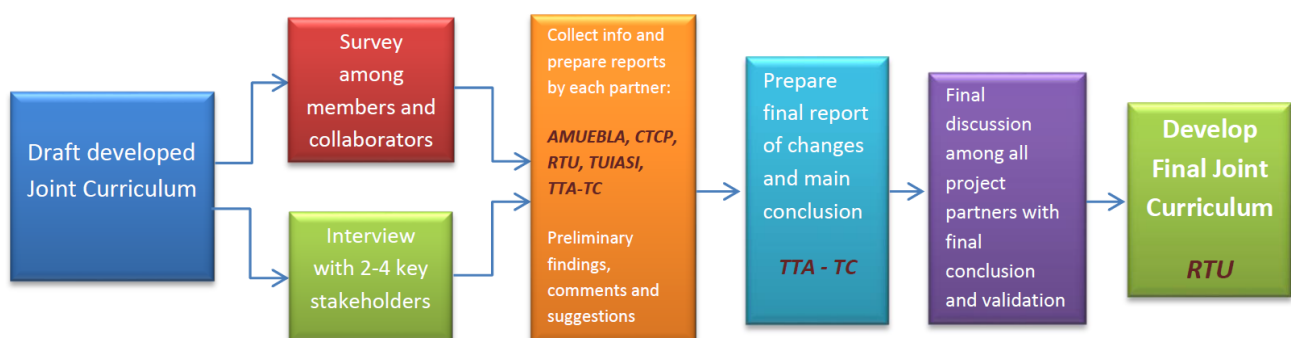 Draft developed
Joint Curriculum
Survey
among
members and
collaborators
Interview
with 2-4 key
stakeholders
Collect info and
prepare reports
by each partner:
AMUEBLA, CTCP,
RTU, TUIASI,
TTA-TC
Preliminary
findings,
comments and
suggestions
Prepare
final report
of changes
and main
conclusion
TTA - TC
Final
discussion
among all
project
partners with
final
conclusion
and validation
Develop
Final Joint
Curriculum
RTU